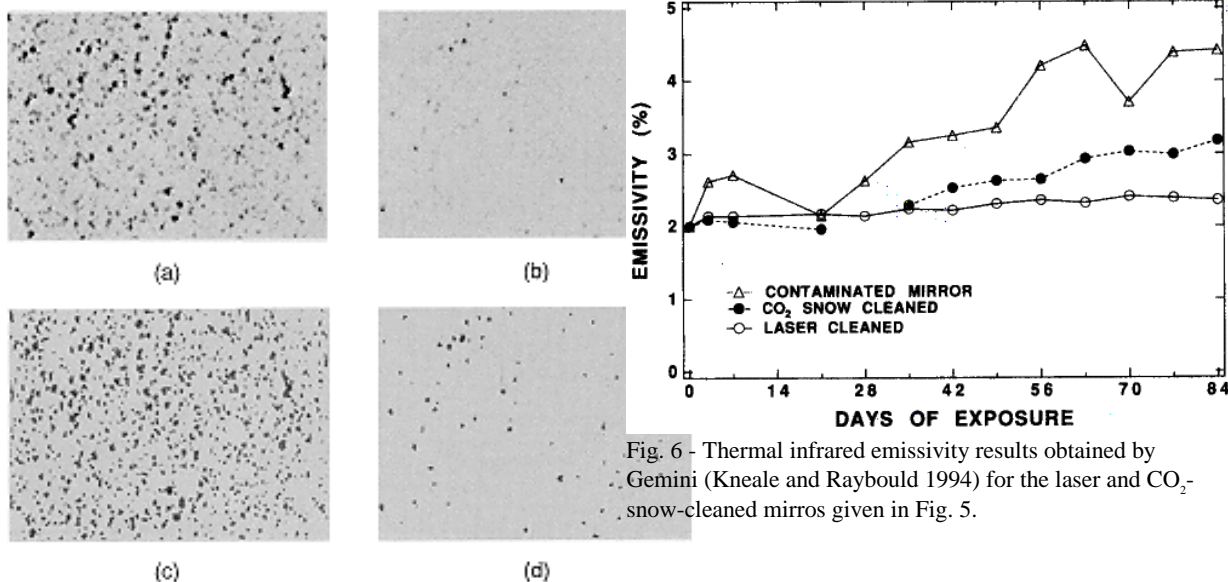 (a)
(b)
(c)
(d)
5
4
3
2
1
0
EMISSIVITY (%)
CONTAMINATED MIRROR
CO₂ SNOW CLEANED
LASER CLEANED
0 14 28 42 56 70 84
DAYS OF EXPOSURE
Fig. 6 - Thermal infrared emissivity results obtained by
Gemini (Kneale and Raybould 1994) for the laser and CO₂-
snow-cleaned mirros given in Fig. 5.